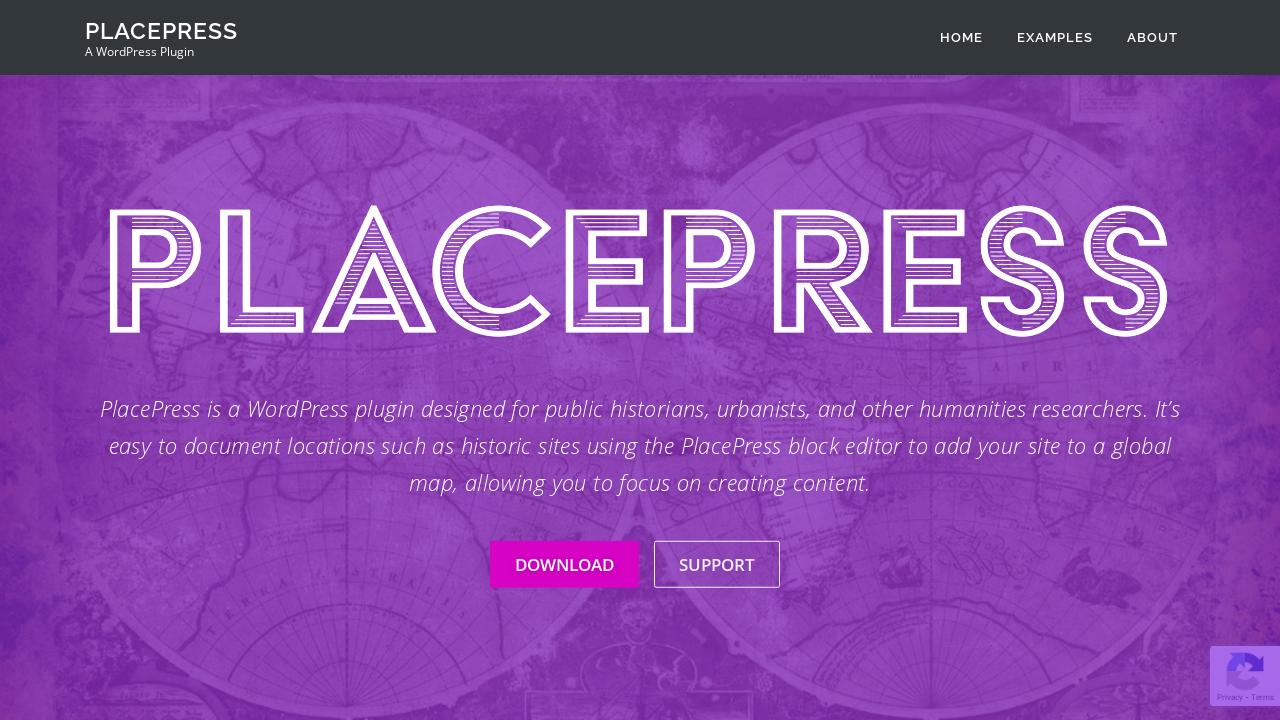 PLACEPRESS
A WordPress Plugin
HOME
EXAMPLES
ABOUT
PLACEPRESS
PlacePress is a WordPress plugin designed for public historians, urbanists, and other humanities researchers. It’s
easy to document locations such as historic sites using the PlacePress block editor to add your site to a global
map, allowing you to focus on creating content.
DOWNLOAD
SUPPORT
Privacy - Terms